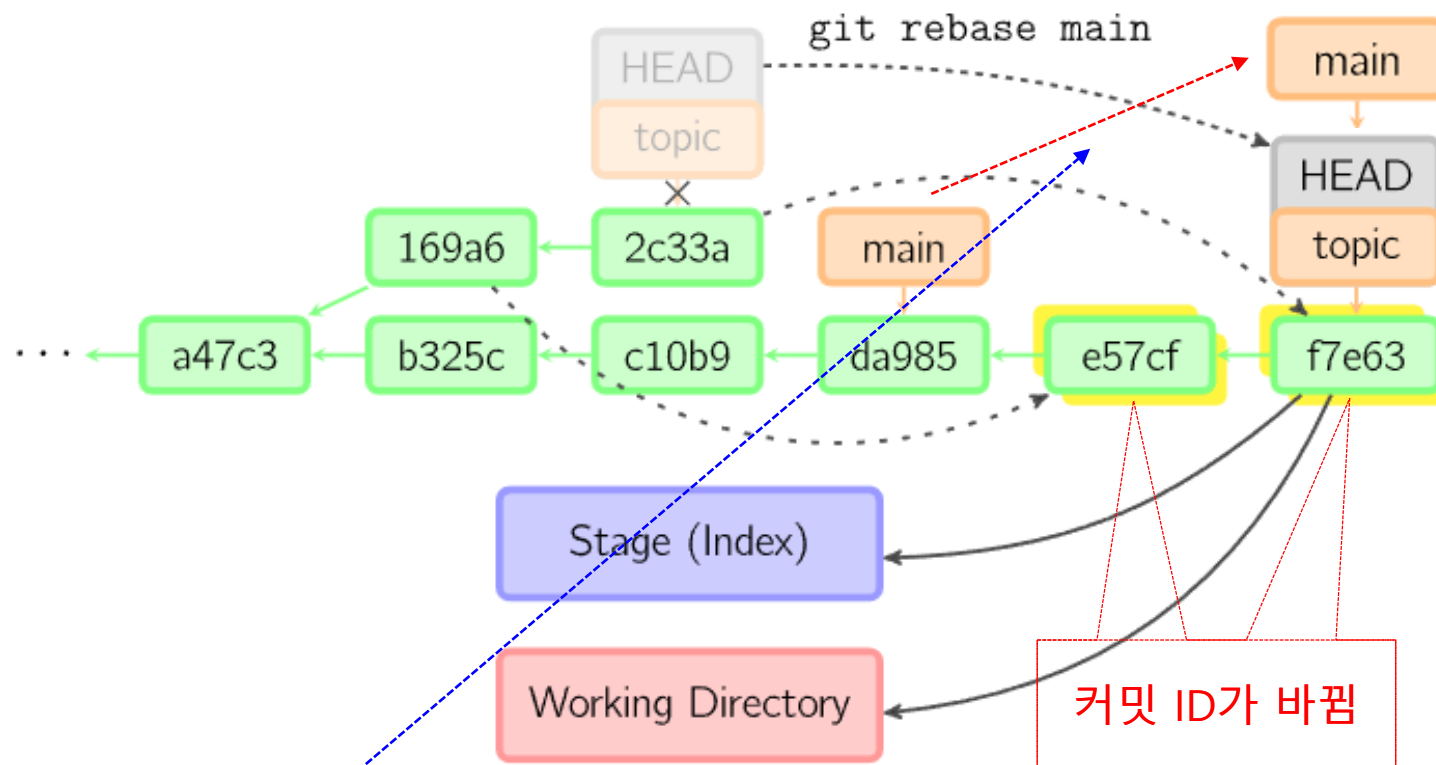 git rebase main
HEAD
topic
main
HEAD
topic
169a6
2c33a
main
... a47c3
b325c
c10b9
da985
e57cf
f7e63
Stage (Index)
Working Directory
커밋 ID가 바뀜